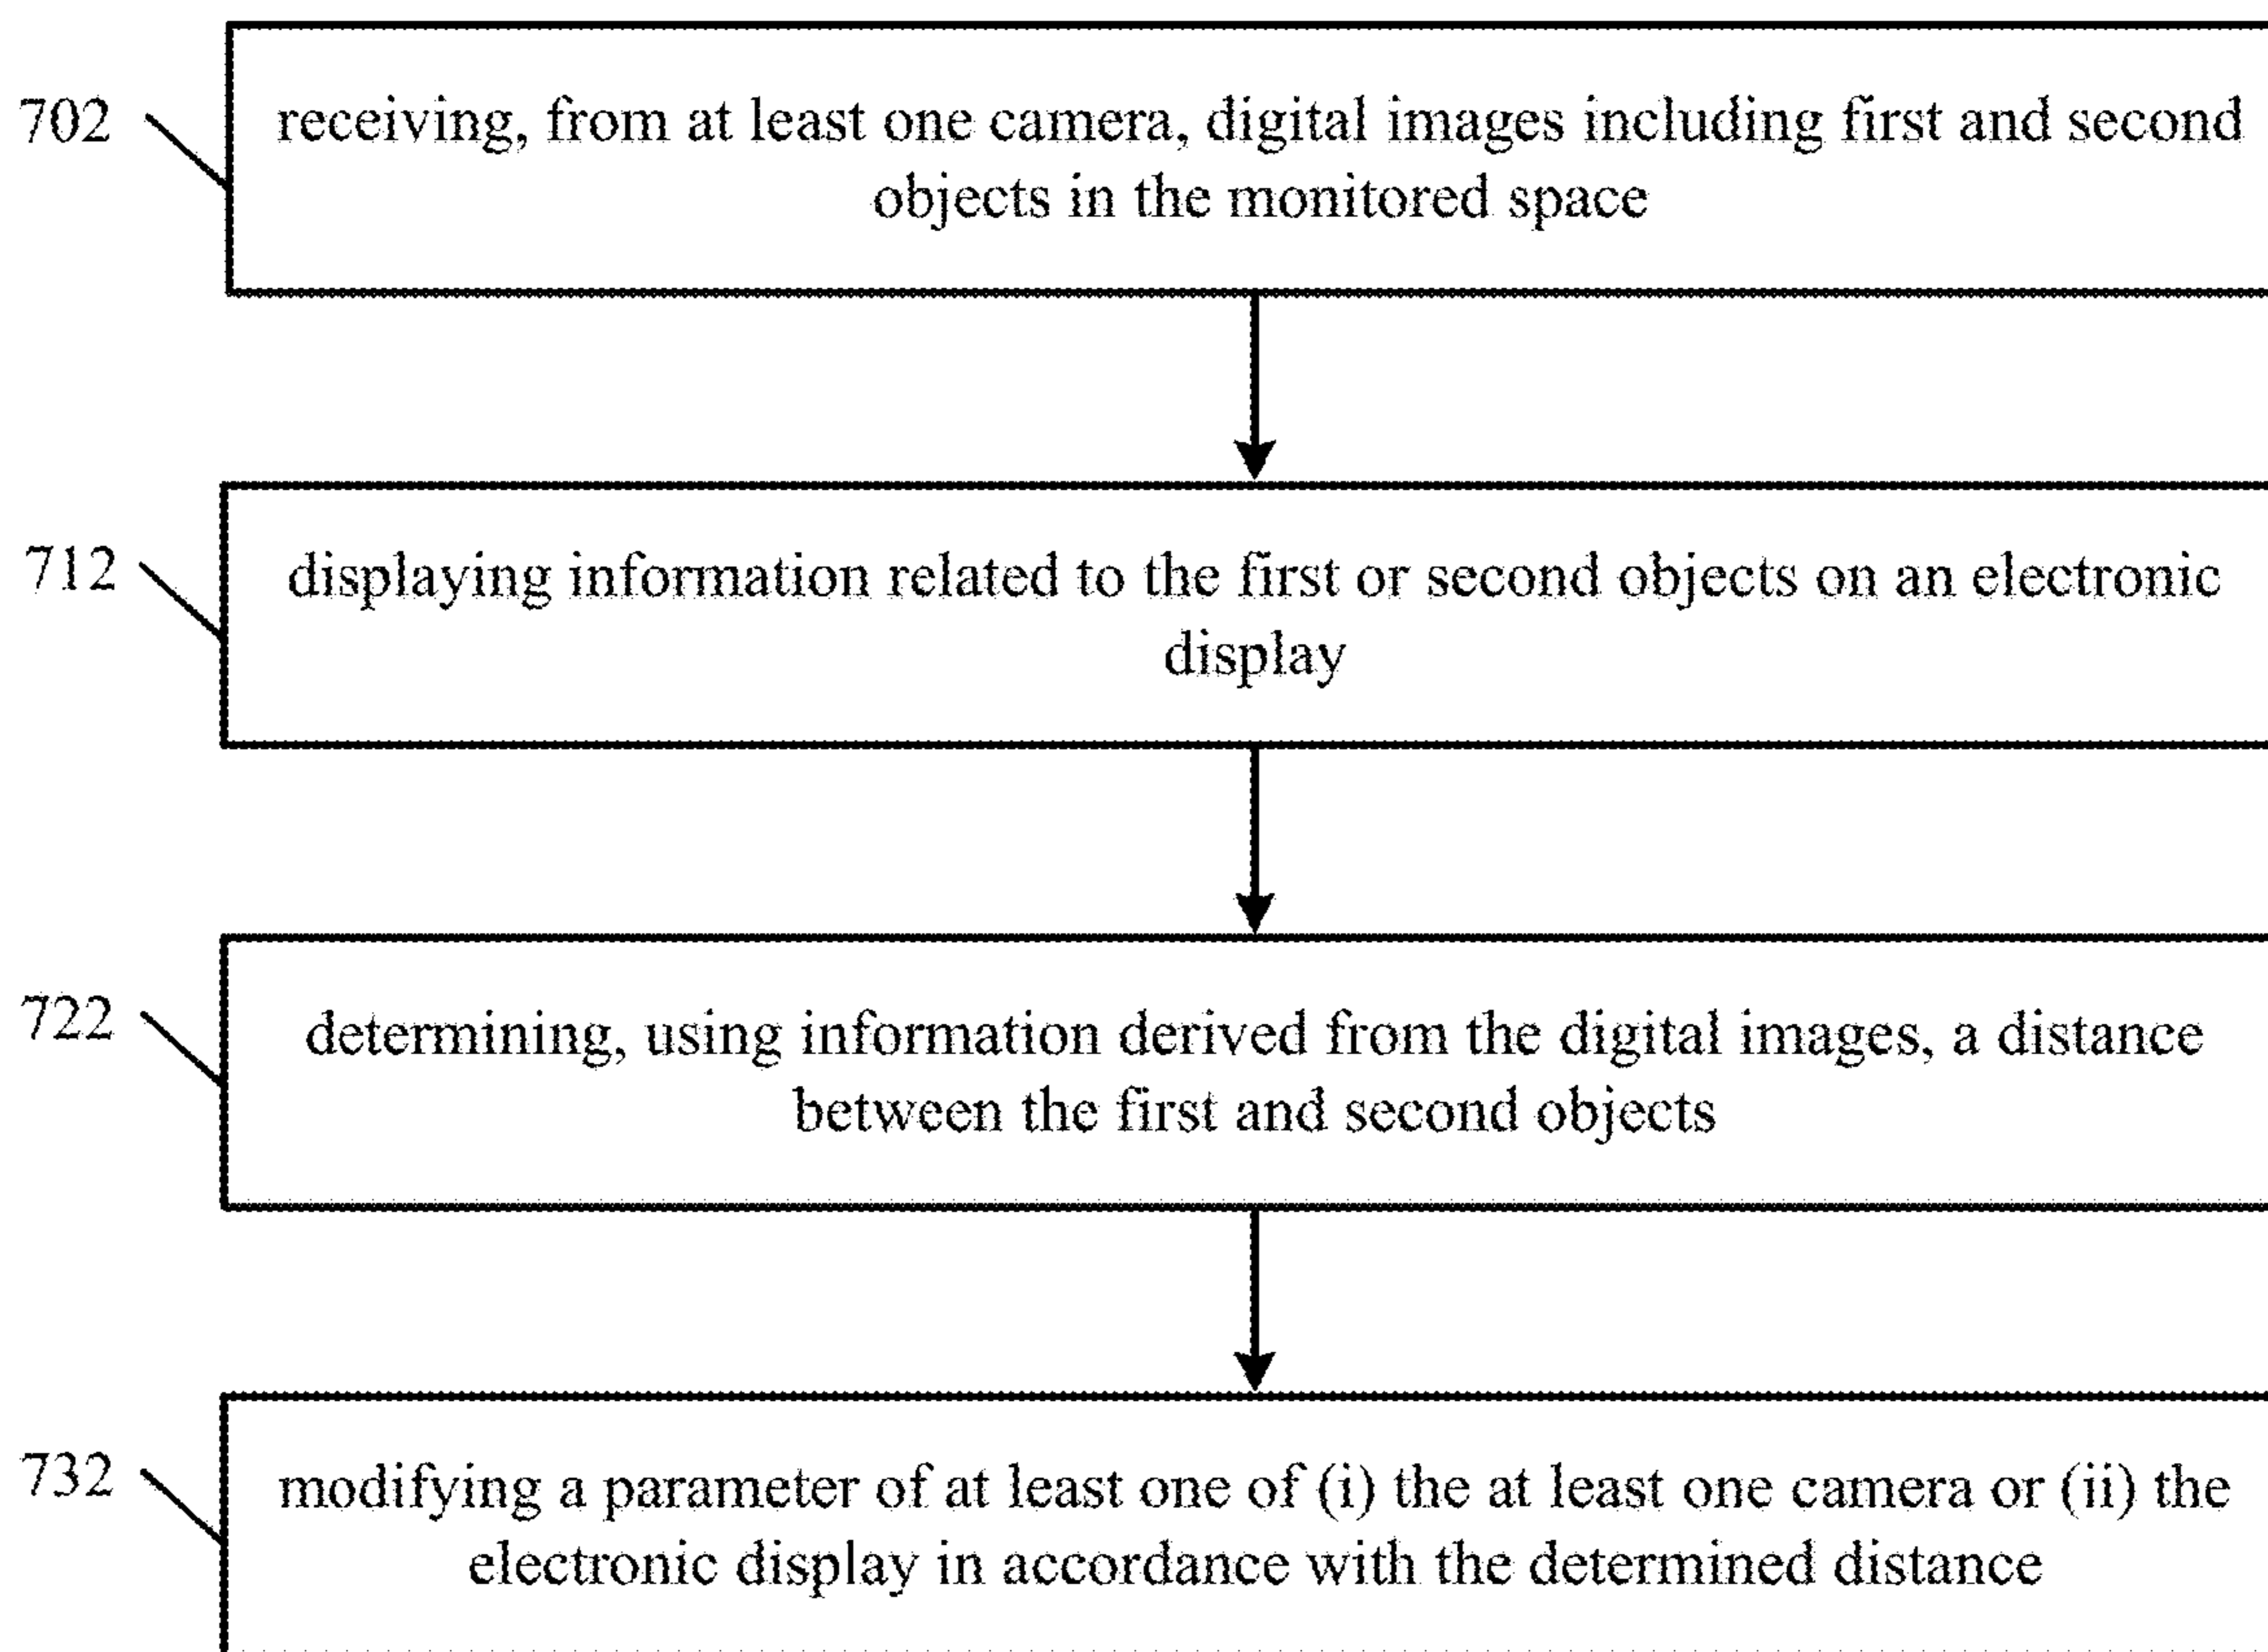 702
receiving, from at least one camera, digital images including first and second
objects in the monitored space
712
displaying information related to the first or second objects on an electronic
display
722
determining, using information derived from the digital images, a distance
between the first and second objects
732
modifying a parameter of at least one of (i) the at least one camera or (ii) the
electronic display in accordance with the determined distance